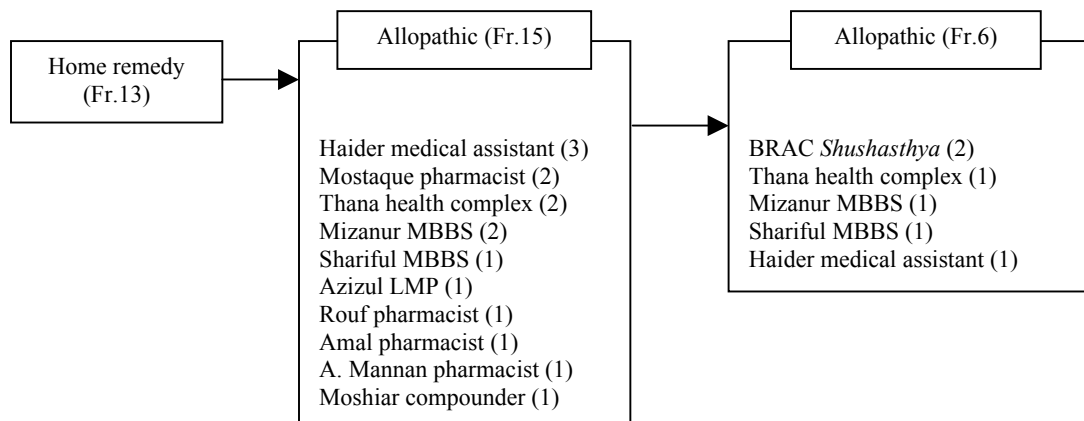 Home remedy
(Fr.13)
Allopathic (Fr.15)
Haider medical assistant (3)
Mostaque pharmacist (2)
Thana health complex (2)
Mizanur MBBS (2)
Shariful MBBS (1)
Azizul LMP (1)
Rouf pharmacist (1)
Amal pharmacist (1)
A. Mannan pharmacist (1)
Moshiar compounder (1)
Allopathic (Fr.6)
BRAC Shushasthya (2)
Thana health complex (1)
Mizanur MBBS (1)
Shariful MBBS (1)
Haider medical assistant (1)